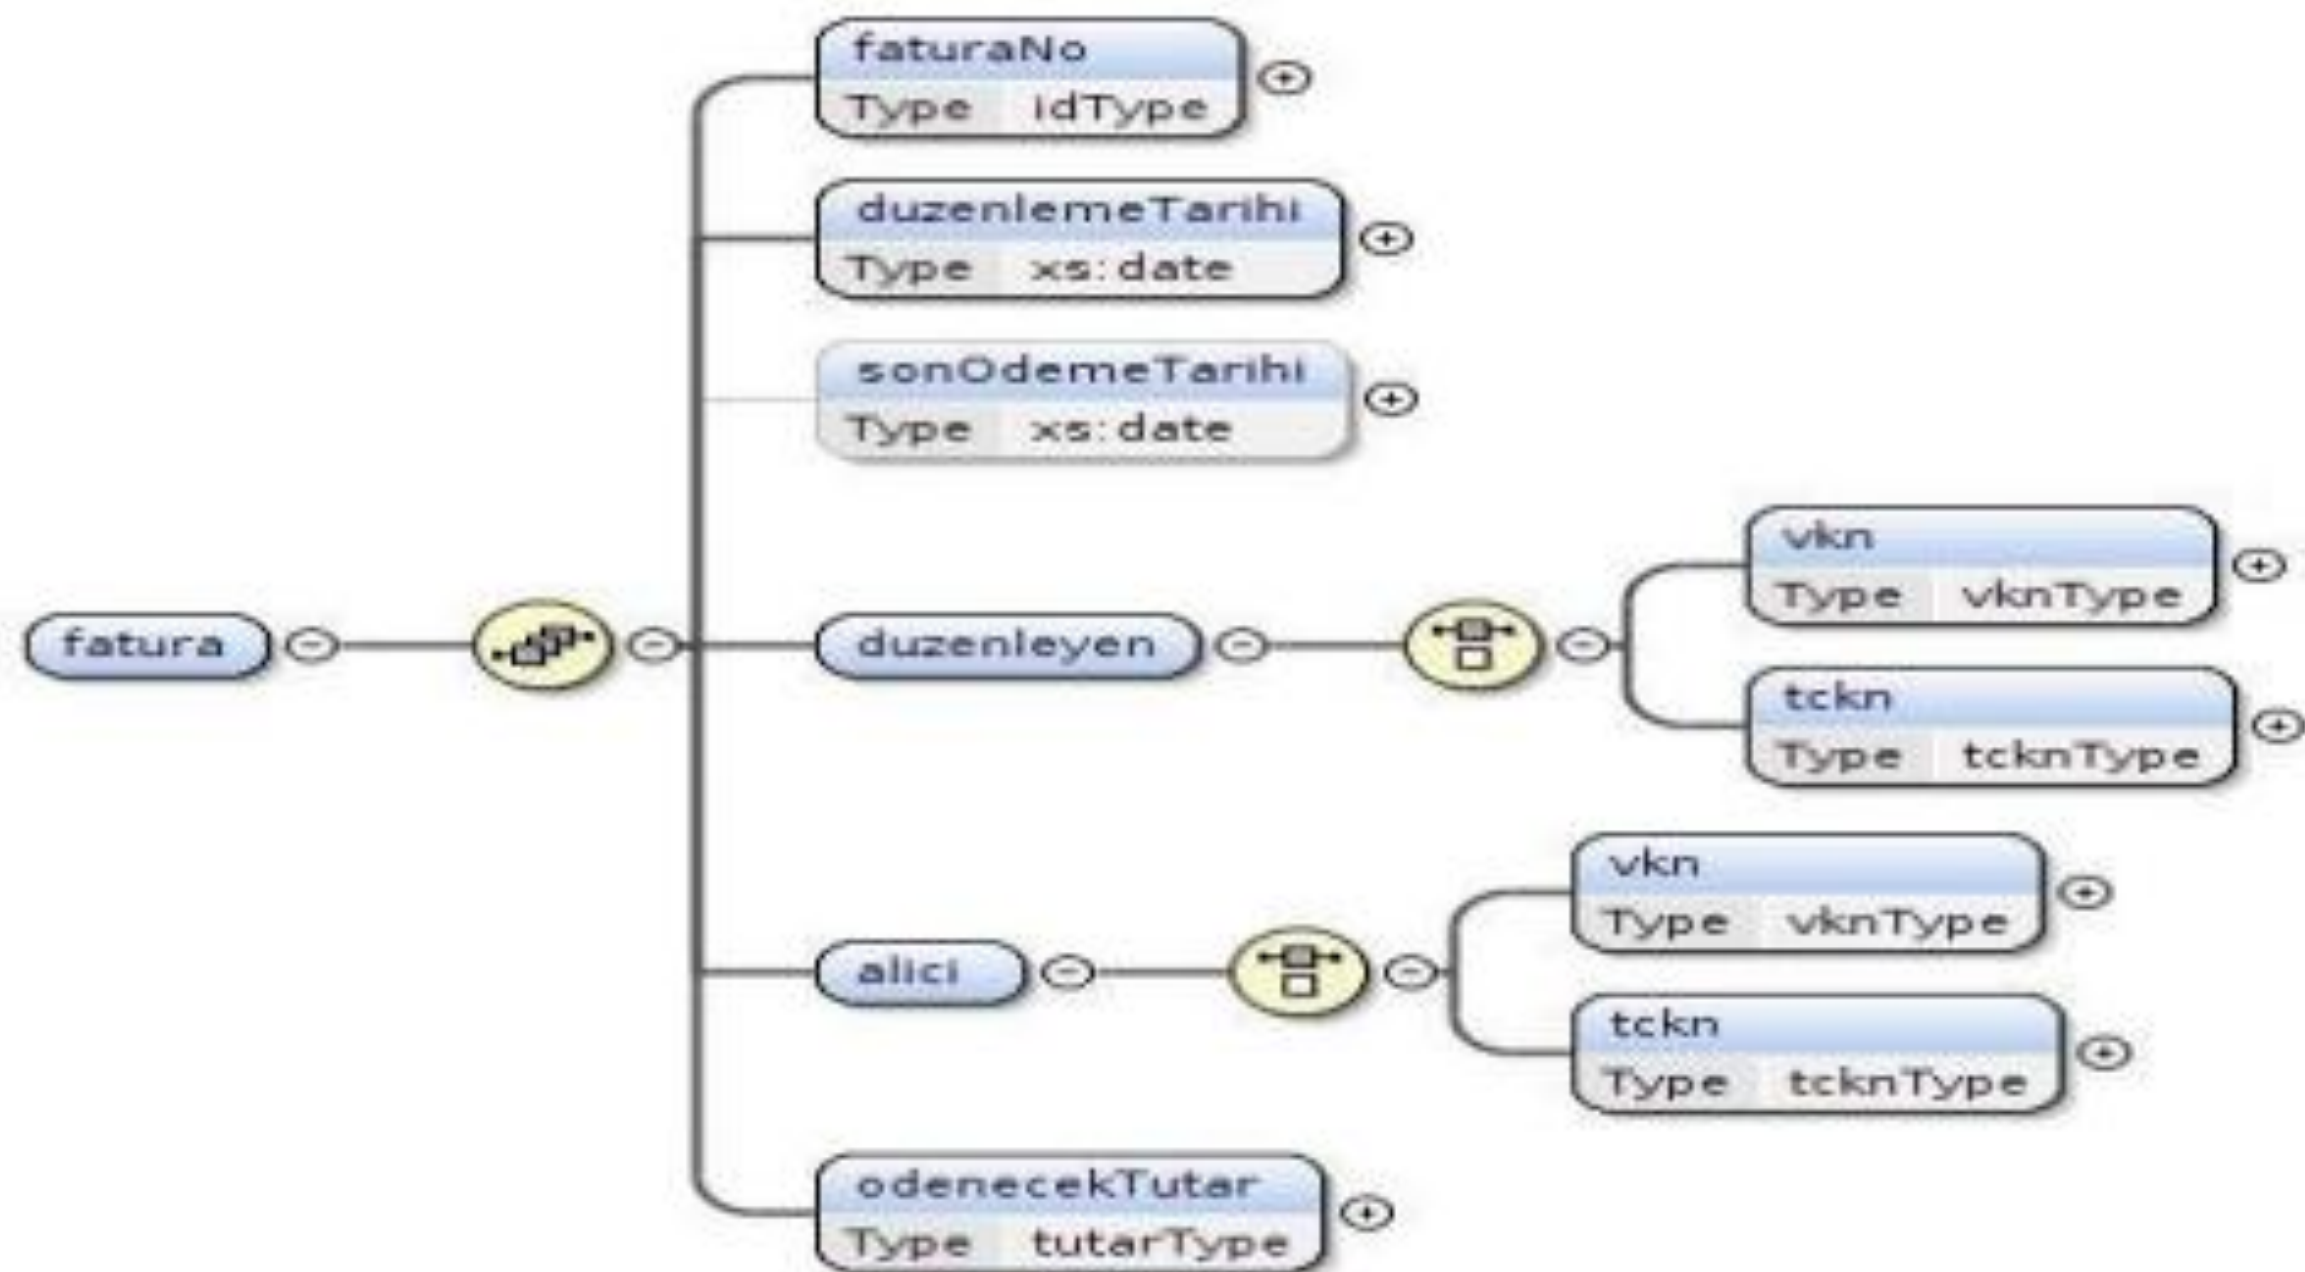 faturaNo
Type idType
duzenlemeTarihi
Type xs:date
sonOdemeTarihi
Type xs:date
fatura
duzenleyen
vkn
Type vknType
tckn
Type tcknType
alici
vkn
Type vknType
tckn
Type tcknType
odenecekTutar
Type tutarType